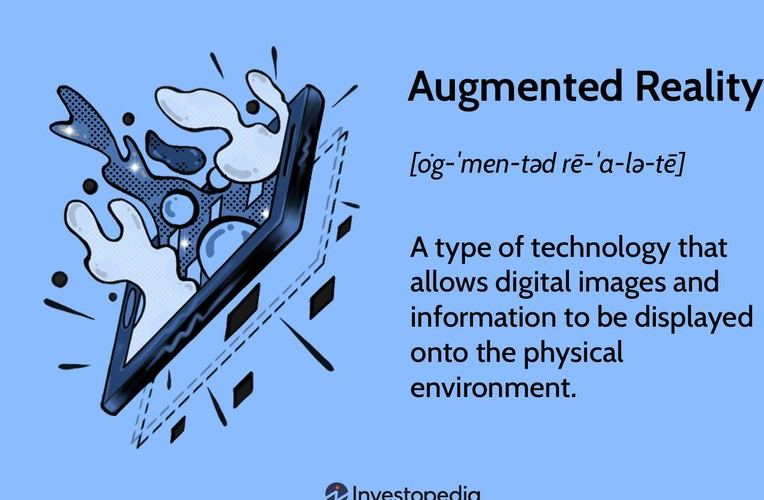 Augmented Reality
[o͘g-ˈmen-təd rē-ˈa-lə-tē]
A type of technology that
allows digital images and
information to be displayed
onto the physical
environment.
Investopedia